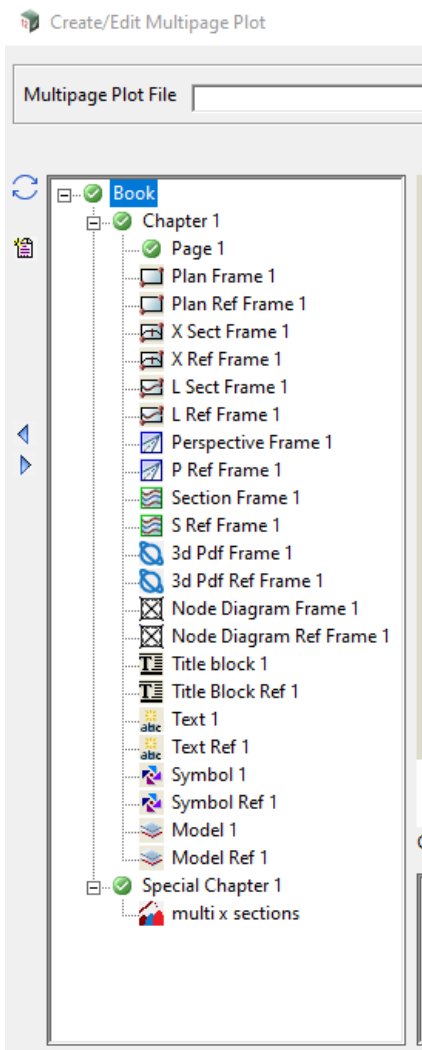 Create/Edit Multipage Plot
Multipage Plot File
Book
Chapter 1
Page 1
Plan Frame 1
Plan Ref Frame 1
X Sect Frame 1
X Ref Frame 1
L Sect Frame 1
L Ref Frame 1
Perspective Frame 1
P Ref Frame 1
Section Frame 1
S Ref Frame 1
3d Pdf Frame 1
3d Pdf Ref Frame 1
Node Diagram Frame 1
Node Diagram Ref Frame 1
Title block 1
Title Block Ref 1
Text 1
Text Ref 1
Symbol 1
Symbol Ref 1
Model 1
Model Ref 1
Special Chapter 1
multi x sections